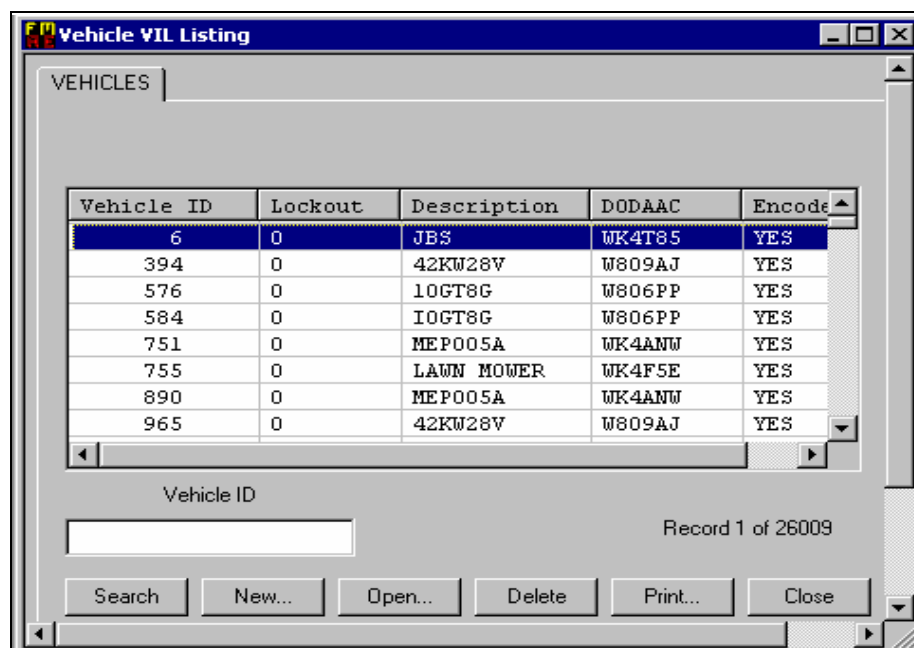 FM RE Vehicle VIL Listing
VEHICLES
Vehicle ID Lockout Description DODAAC Encode
6 0 JBS WK4T85 YES
394 0 42KW28V W809AJ YES
576 0 10GT8G W806PP YES
584 0 I0GT8G W806PP YES
751 0 MEP005A WK4ANW YES
755 0 LAWN MOWER WK4F5E YES
890 0 MEP005A WK4ANW YES
965 0 42KW28V W809AJ YES
Vehicle ID
Record 1 of 26009
Search New... Open... Delete Print... Close